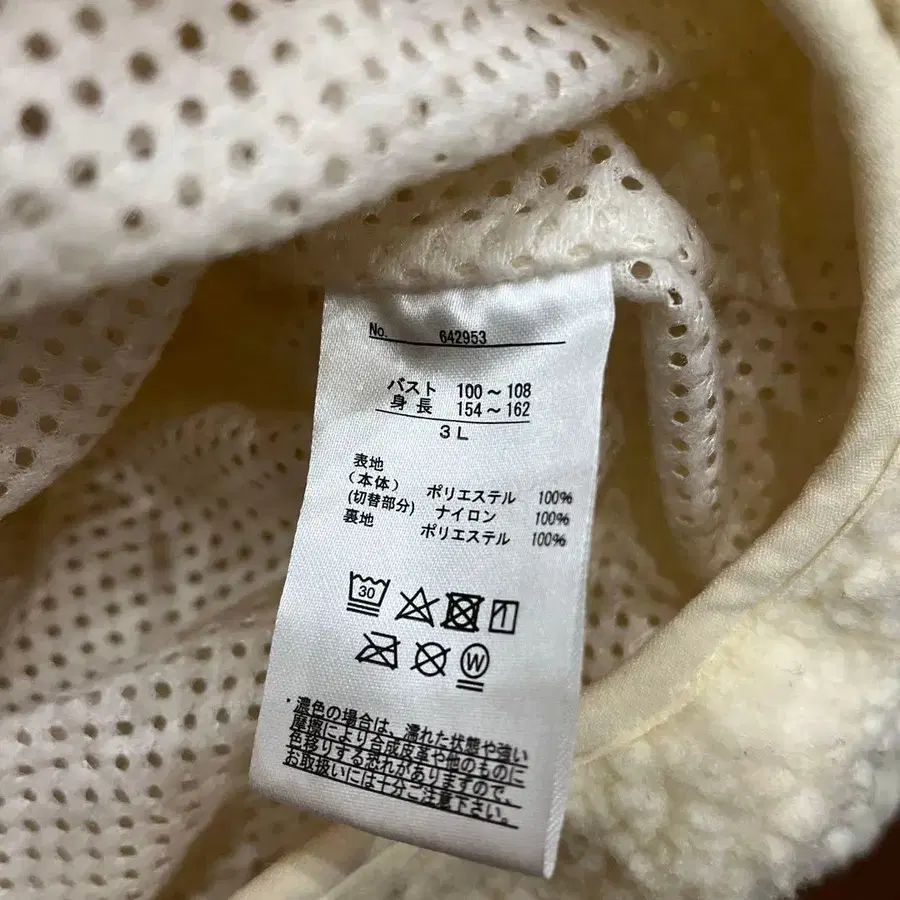 No. 642953
バスト 100～108
身長 154～162
3L
表地
(本体) ポリエステル 100%
(切替部分) ナイロン 100%
裏地 ポリエステル 100%
30
W
・濃色の場合は、濡れた状態や強い
摩擦により合成皮革や他のものに
色移りする恐れがありますので、
お取扱いには十分ご注意下さい。